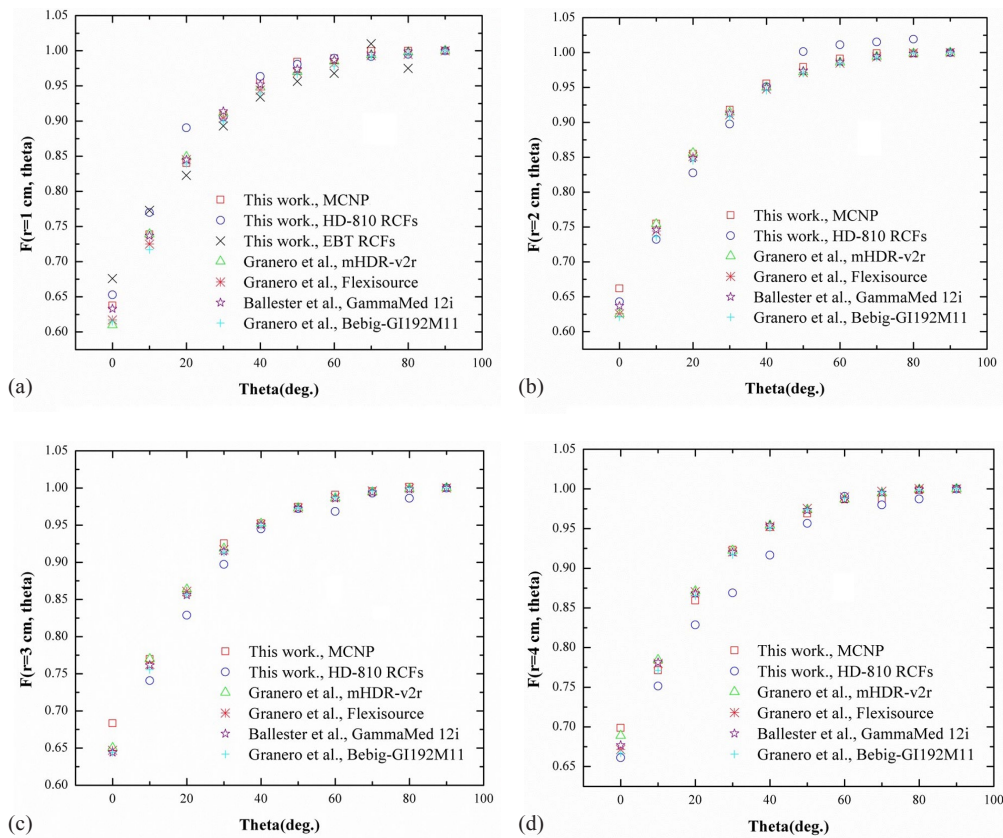 1.05
1.00
0.95
0.90
0.85
0.80
0.75
0.70
0.65
0.60
F(r=1 cm, theta)
This work., MCNP
This work., HD-810 RCFs
This work., EBT RCFs
Granero et al., mHDR-v2r
Granero et al., Flexisource
Ballester et al., GammaMed 12i
Granero et al., Bebig-GI192M11
0 20 40 60 80 100
Theta(deg.)
(a)
1.05
1.00
0.95
0.90
0.85
0.80
0.75
0.70
0.65
0.60
F(r=2 cm, theta)
This work., MCNP
This work., HD-810 RCFs
Granero et al., mHDR-v2r
Granero et al., Flexisource
Ballester et al., GammaMed 12i
Granero et al., Bebig-GI192M11
0 20 40 60 80 100
Theta(deg.)
(b)
1.05
1.00
0.95
0.90
0.85
0.80
0.75
0.70
0.65
0.60
F(r=3 cm, theta)
This work., MCNP
This work., HD-810 RCFs
Granero et al., mHDR-v2r
Granero et al., Flexisource
Ballester et al., GammaMed 12i
Granero et al., Bebig-GI192M11
0 20 40 60 80 100
Theta(deg.)
(c)
1.05
1.00
0.95
0.90
0.85
0.80
0.75
0.70
0.65
F(r=4 cm, theta)
This work., MCNP
This work., HD-810 RCFs
Granero et al., mHDR-v2r
Granero et al., Flexisource
Ballester et al., GammaMed 12i
Granero et al., Bebig-GI192M11
0 20 40 60 80 100
Theta(deg.)
(d)